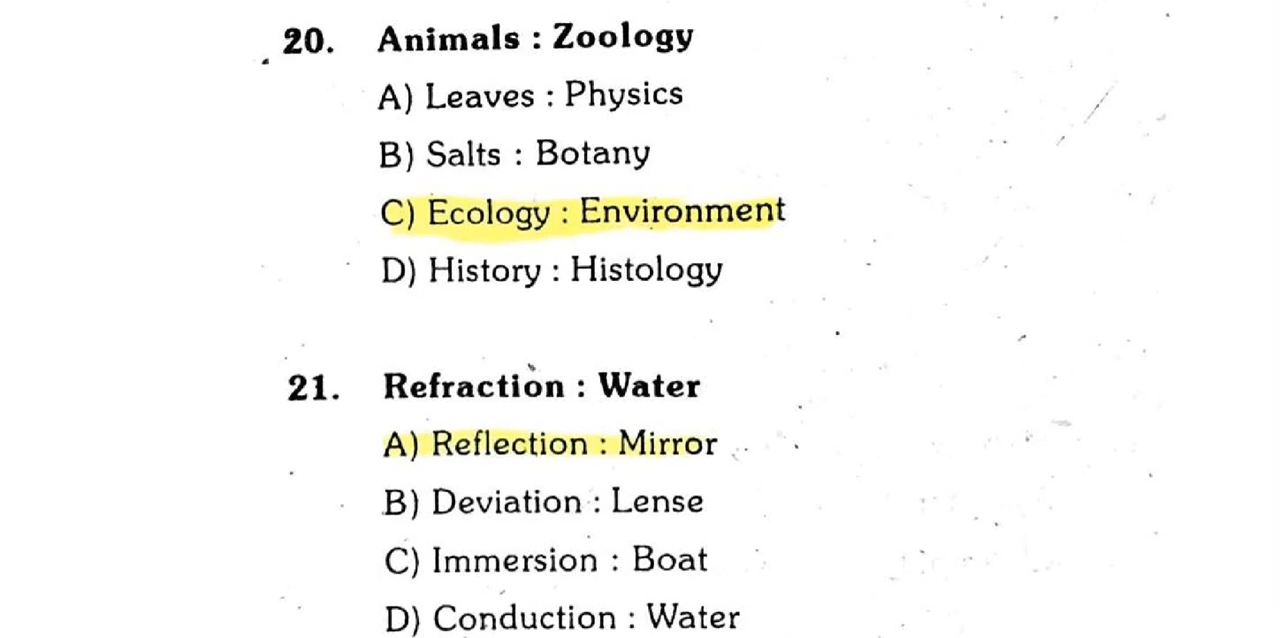 20. Animals : Zoology
A) Leaves : Physics
B) Salts : Botany
C) Ecology : Environment
D) History : Histology
21. Refraction : Water
A) Reflection : Mirror
B) Deviation : Lense
C) Immersion : Boat
D) Conduction : Water